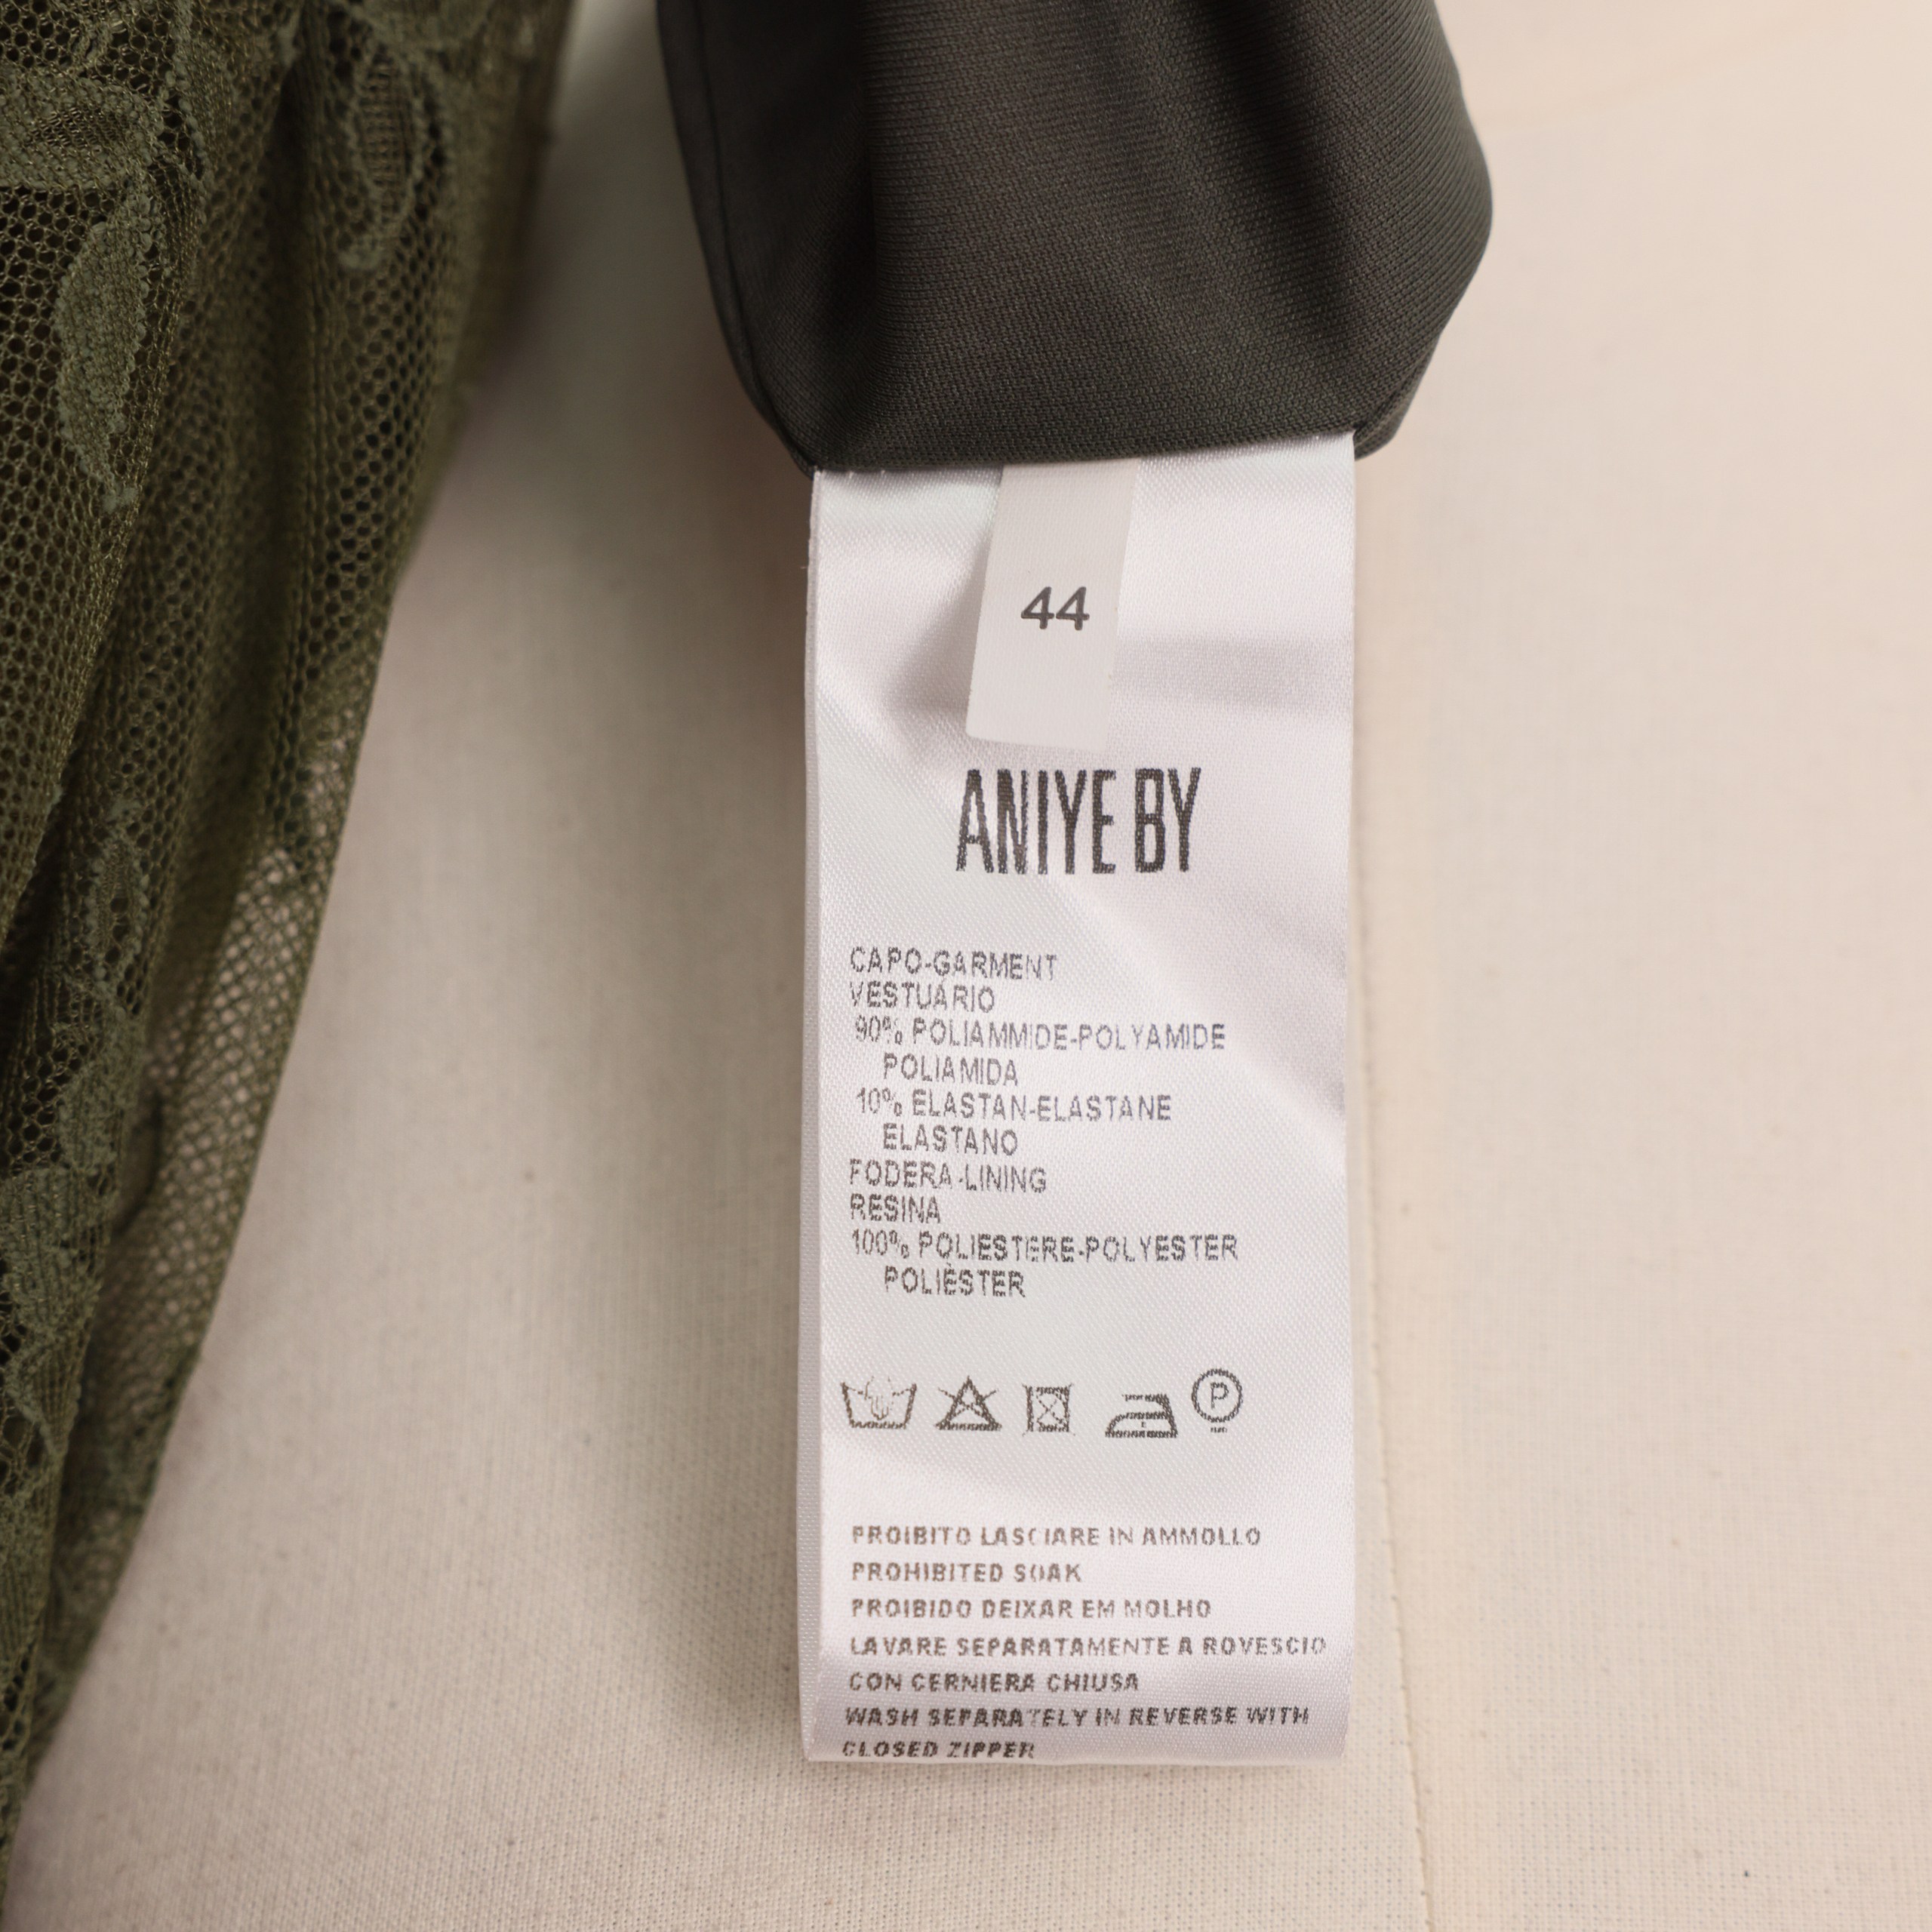 44
ANIYE BY
CAPO-GARMENT
VESTUÁRIO
90% POLIAMMIDE-POLYAMIDE
POLIAMIDA
10% ELASTAN-ELASTANE
ELASTANO
FODERA-LINING
RESINA
100% POLIESTERE-POLYESTER
POLIÈSTER
P
PROIBITO LASCIARE IN AMMOLLO
PROHIBITED SOAK
PROIBIDO DEIXAR EM MOLHO
LAVARE SEPARATAMENTE A ROVESCIO
CON CERNIERA CHIUSA
WASH SEPARATELY IN REVERSE WITH
CLOSED ZIPPER